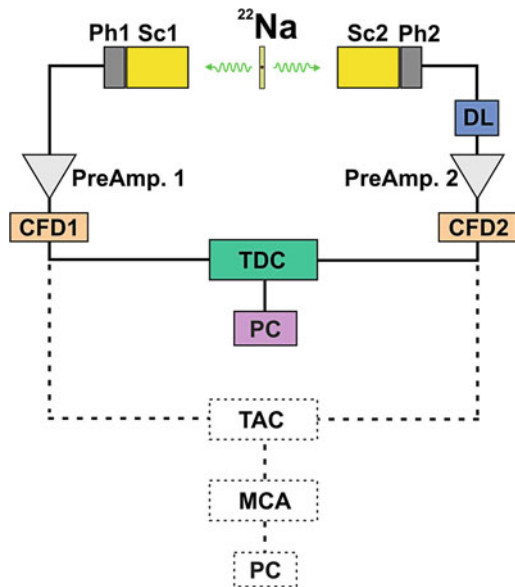 ²²Na
Ph1 Sc1
Sc2 Ph2
DL
PreAmp. 1
PreAmp. 2
CFD1
CFD2
TDC
PC
TAC
MCA
PC